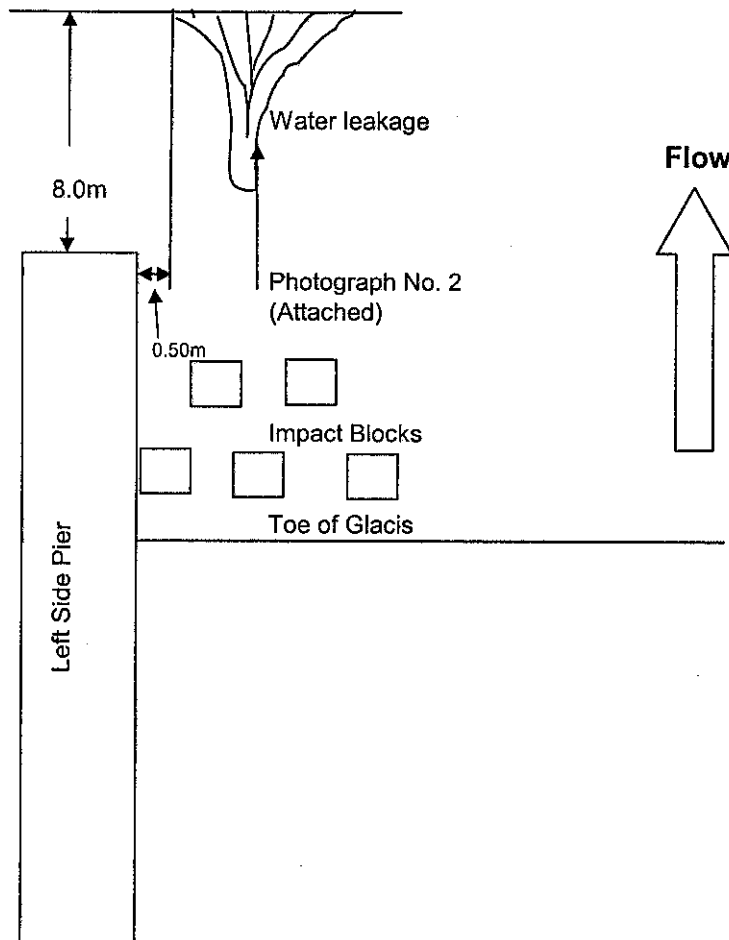 Water leakage
Flow
8.0m
Photograph No. 2
(Attached)
0.50m
Impact Blocks
Toe of Glacis
Left Side Pier